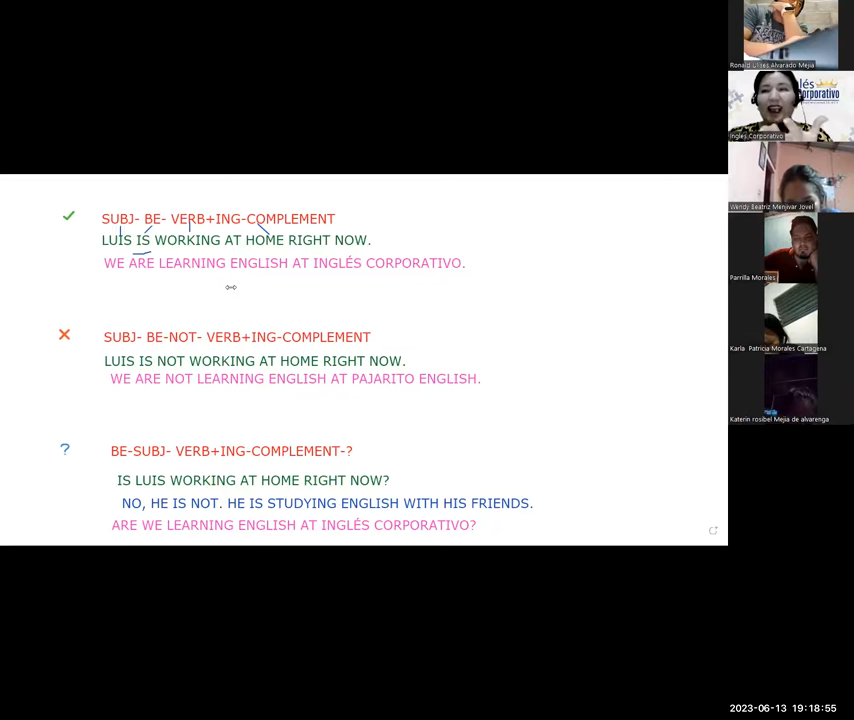 SUBJ- BE- VERB+ING-COMPLEMENT
LUIS IS WORKING AT HOME RIGHT NOW.
WE ARE LEARNING ENGLISH AT INGLÉS CORPORATIVO.
SUBJ- BE-NOT- VERB+ING-COMPLEMENT
LUIS IS NOT WORKING AT HOME RIGHT NOW.
WE ARE NOT LEARNING ENGLISH AT PAJARITO ENGLISH.
?
BE-SUBJ- VERB+ING-COMPLEMENT-?
IS LUIS WORKING AT HOME RIGHT NOW?
NO, HE IS NOT. HE IS STUDYING ENGLISH WITH HIS FRIENDS.
ARE WE LEARNING ENGLISH AT INGLÉS CORPORATIVO?
Ronald Ulises Alvarado Mejia
lés
orporativo
Inglés Corporativo
Wendy Beatriz Menjivar Jovel
Parrilla Morales
Karla Patricia Morales Cartagena
Katerin rosibel Mejia de alvarenga
2023-06-13 19:18:55